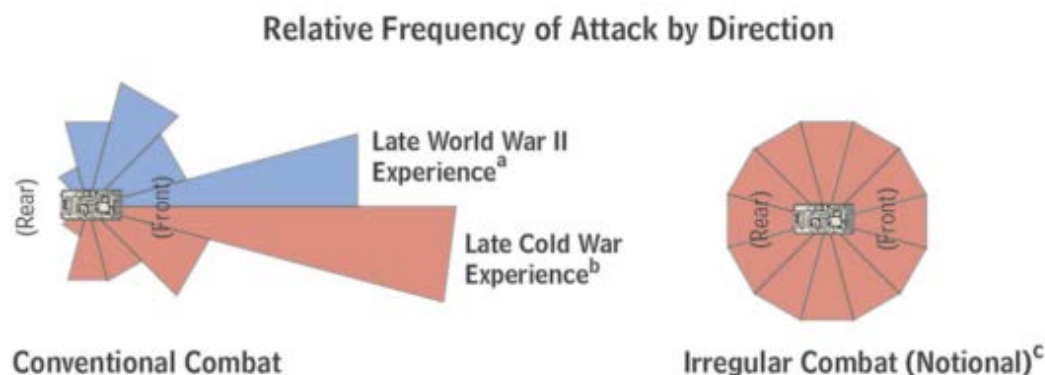 Relative Frequency of Attack by Direction
Late World War II
Experienceᵃ
(Rear)
(Front)
Late Cold War
Experienceᵇ
(Rear)
(Front)
Conventional Combat
Irregular Combat (Notional)ᶜ